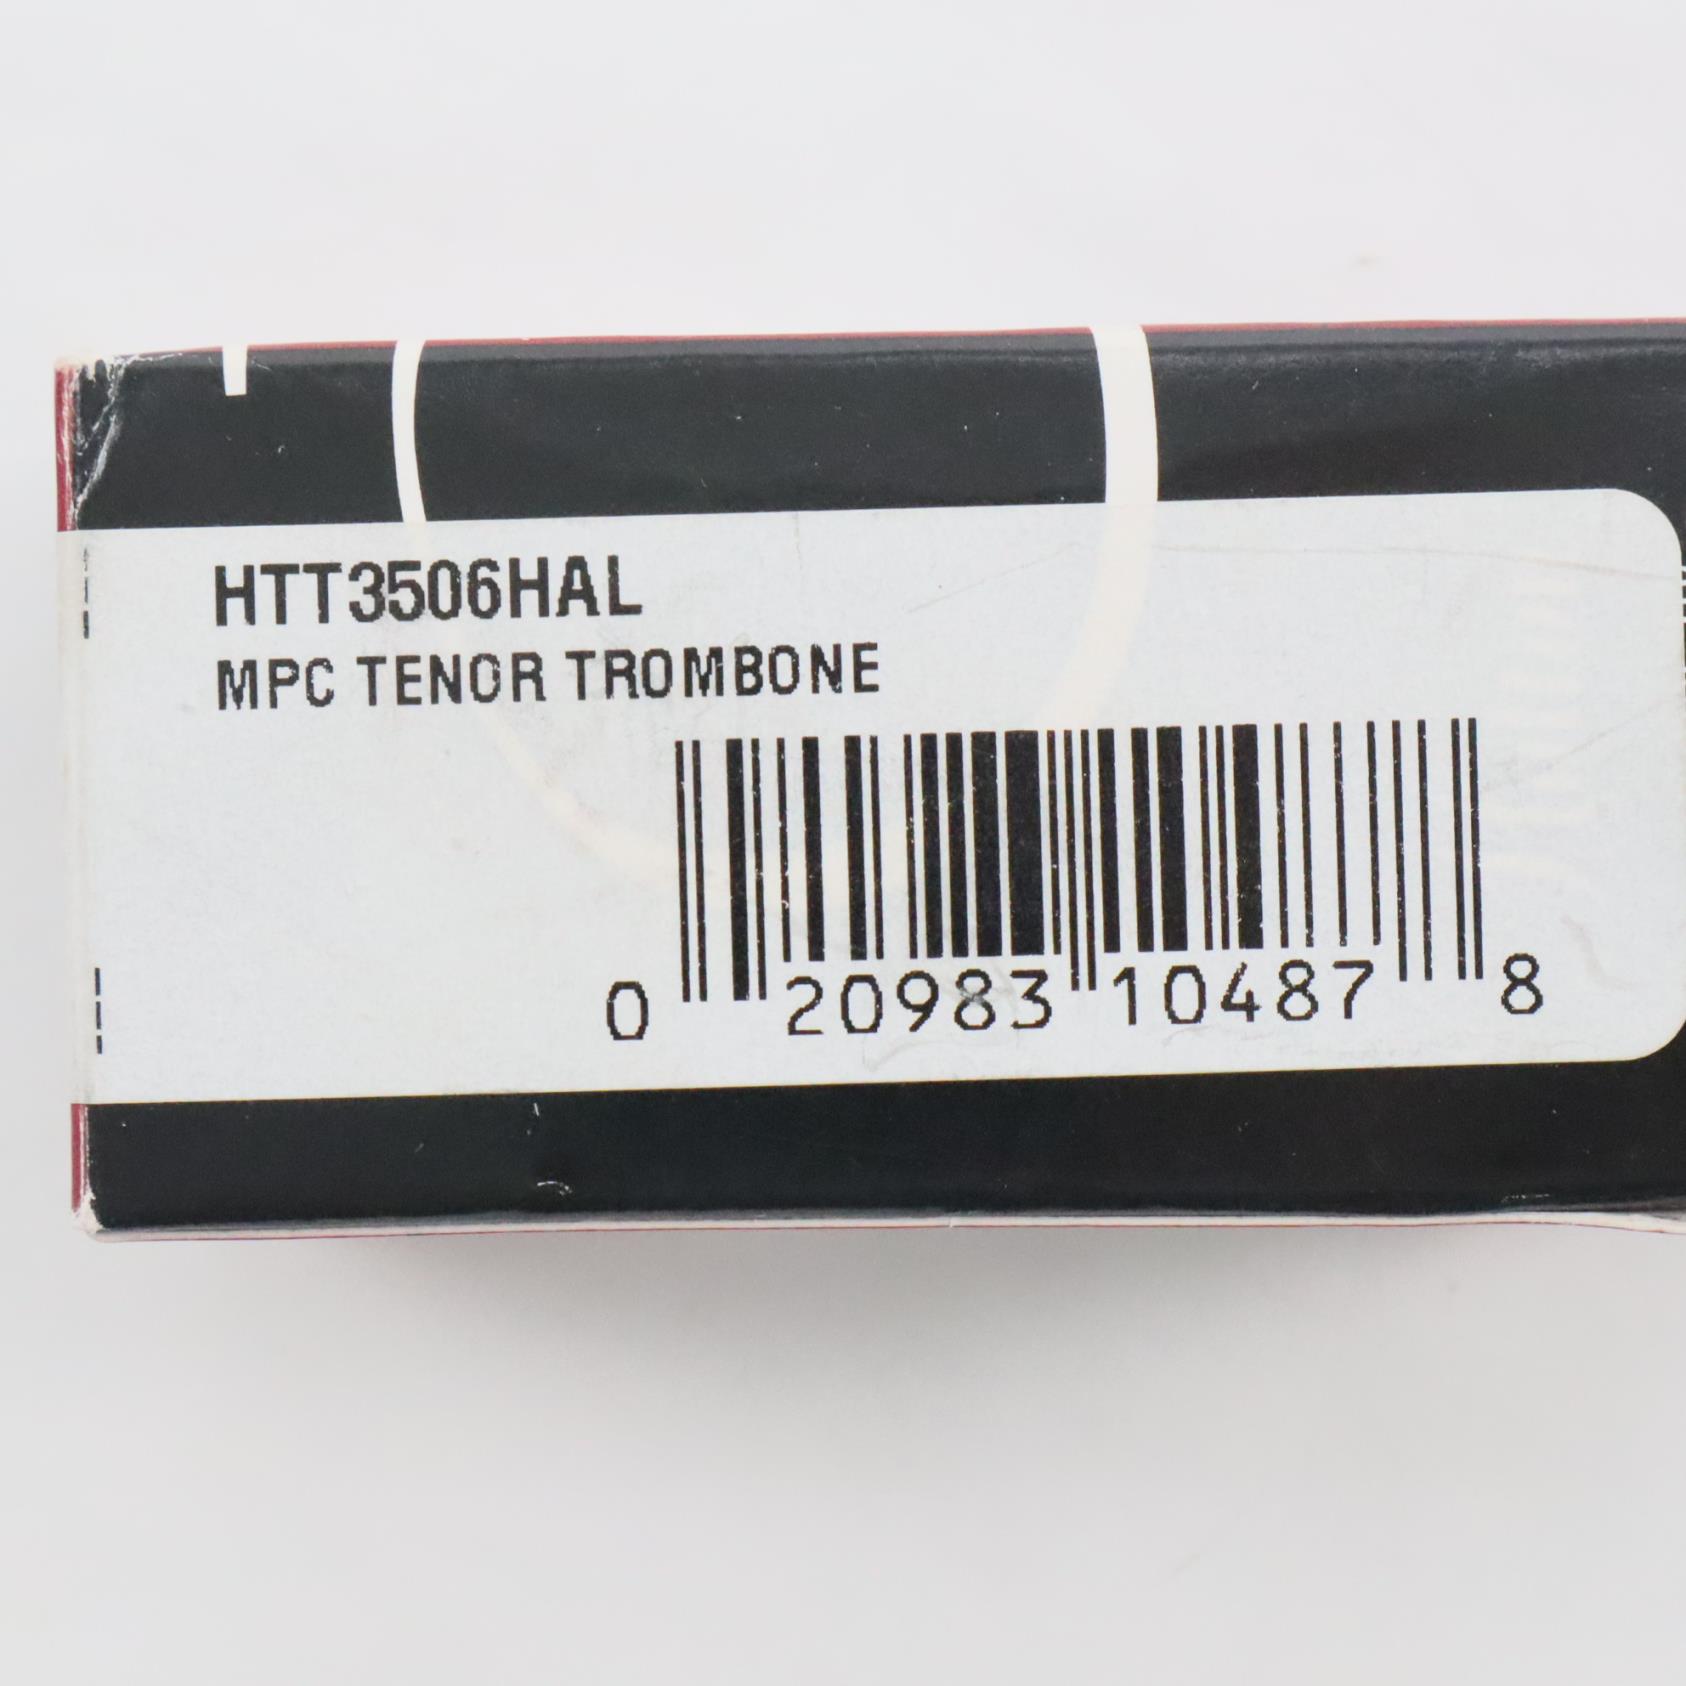 HTT3506HAL
MPC TENOR TROMBONE
0 20983 10487 8